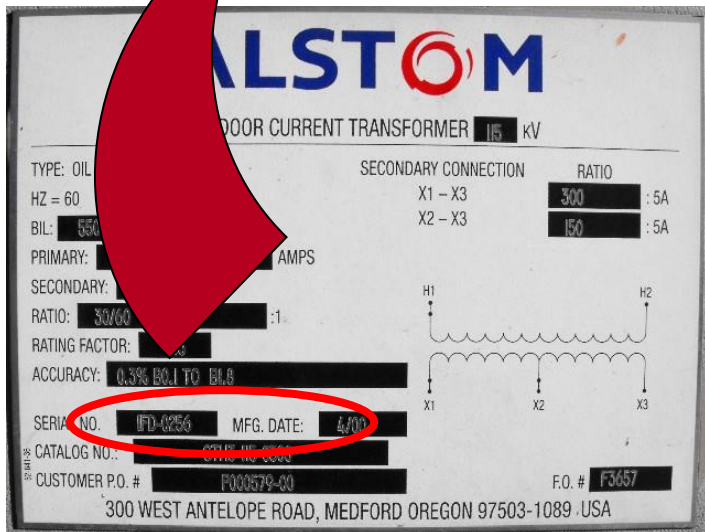 ALSTOM
DOOR CURRENT TRANSFORMER 115 KV
TYPE: OIL
SECONDARY CONNECTION RATIO
HZ = 60 X1 – X3 300 : 5A
BIL: 550 X2 – X3 150 : 5A
PRIMARY: AMPS
SECONDARY:
RATIO: 30/60 :1
RATING FACTOR:
ACCURACY: 0.3% B0.1 TO B1.8
H1 H2
X1 X2 X3
SERIAL NO. IFD-0256 MFG. DATE: 4/00
CATALOG NO.:
CUSTOMER P.O. # P000579-00 F.O. # F3657
300 WEST ANTELOPE ROAD, MEDFORD OREGON 97503-1089 USA